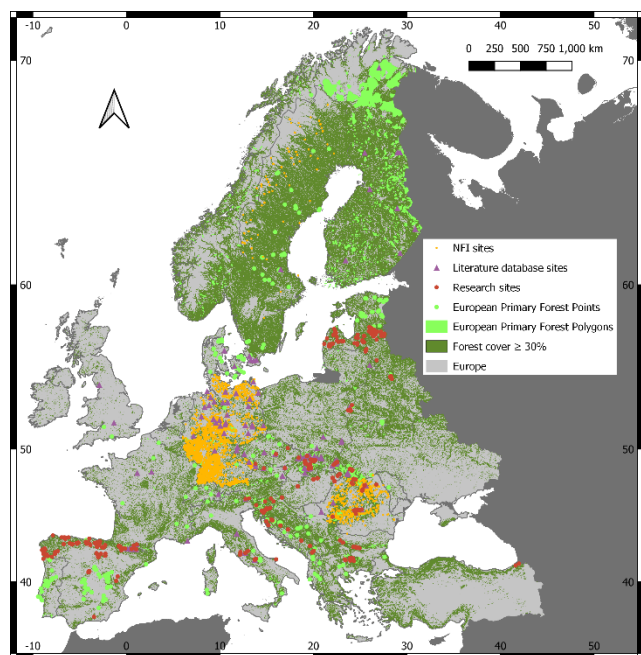 -10 0 10 20 30 40 50
0 250 500 750 1,000 km
70 70
NFI sites
Literature database sites
Research sites
European Primary Forest Points
European Primary Forest Polygons
Forest cover ≥ 30%
Europe
60 60
50 50
40 40
-10 0 10 20 30 40 50